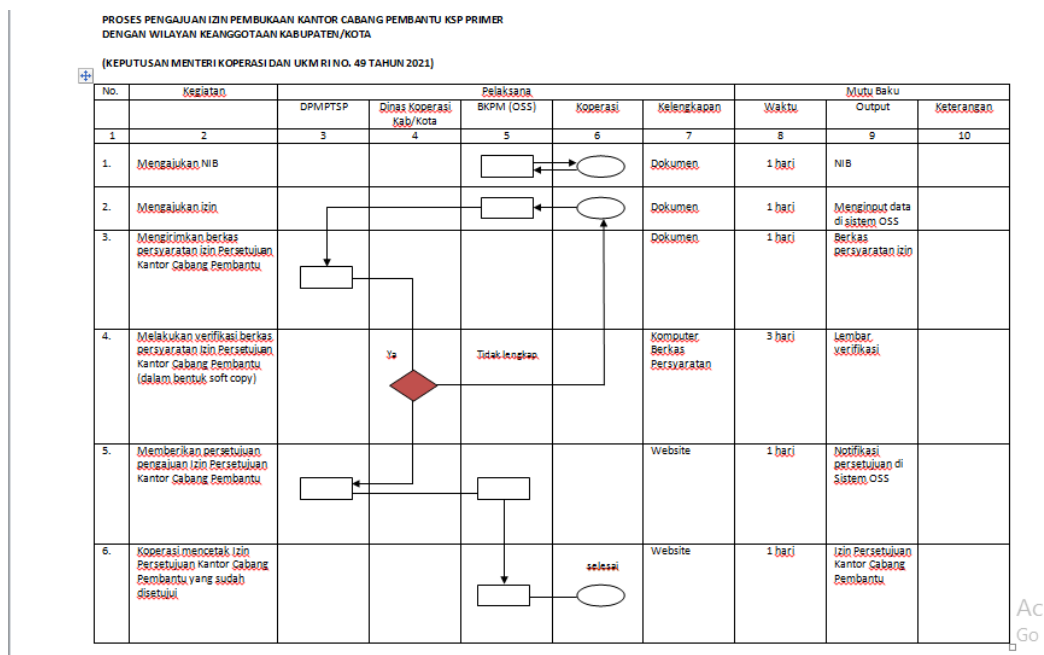 PROSES PENGAJUAN IZIN PEMBUKAAN KANTOR CABANG PEMBANTU KSP PRIMER
DENGAN WILAYAN KEANGGOTAAN KABUPATEN/KOTA
(KEPUTUSAN MENTERI KOPERASI DAN UKM RI NO. 49 TAHUN 2021)
No. Kegiatan Pelaksana Mutu Baku
DPMPTSP Dinas Koperasi BKPM (OSS) Koperasi Kelengkapan Waktu Output Keterangan
Kab/Kota
1 2 3 4 5 6 7 8 9 10
1. Mengajukan NIB Dokumen 1 hari NIB
2. Mengajukan izin Dokumen 1 hari Menginput data
di sistem OSS
3. Mengirimkan berkas Dokumen 1 hari Berkas
persyaratan izin Persetujuan persyaratan izin
Kantor Cabang Pembantu
4. Melakukan verifikasi berkas Komputer 3 hari Lembar
persyaratan Izin Persetujuan Ya Tidak lengkap Berkas verifikasi
Kantor Cabang Pembantu Persyaratan
(dalam bentuk soft copy)
5. Memberikan persetujuan Website 1 hari Notifikasi
pengajuan Izin Persetujuan persetujuan di
Kantor Cabang Pembantu Sistem OSS
6. Koperasi mencetak Izin Website 1 hari Izin Persetujuan
Persetujuan Kantor Cabang selesai Kantor Cabang
Pembantu yang sudah Pembantu
disetujui
Ac
Go